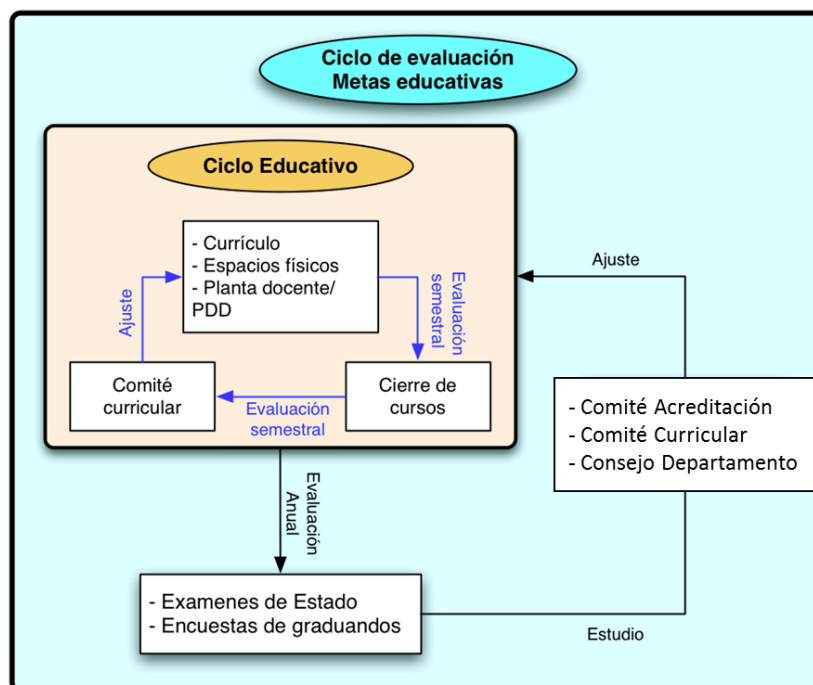 Ciclo de evaluación
Metas educativas
Ciclo Educativo
- Currículo
- Espacios físicos
- Planta docente/
PDD
Ajuste
Evaluación
semestral
Comité
curricular
Evaluación
semestral
Cierre de
cursos
Ajuste
- Comité Acreditación
- Comité Curricular
- Consejo Departamento
Evaluación
Anual
- Examenes de Estado
- Encuestas de graduandos
Estudio